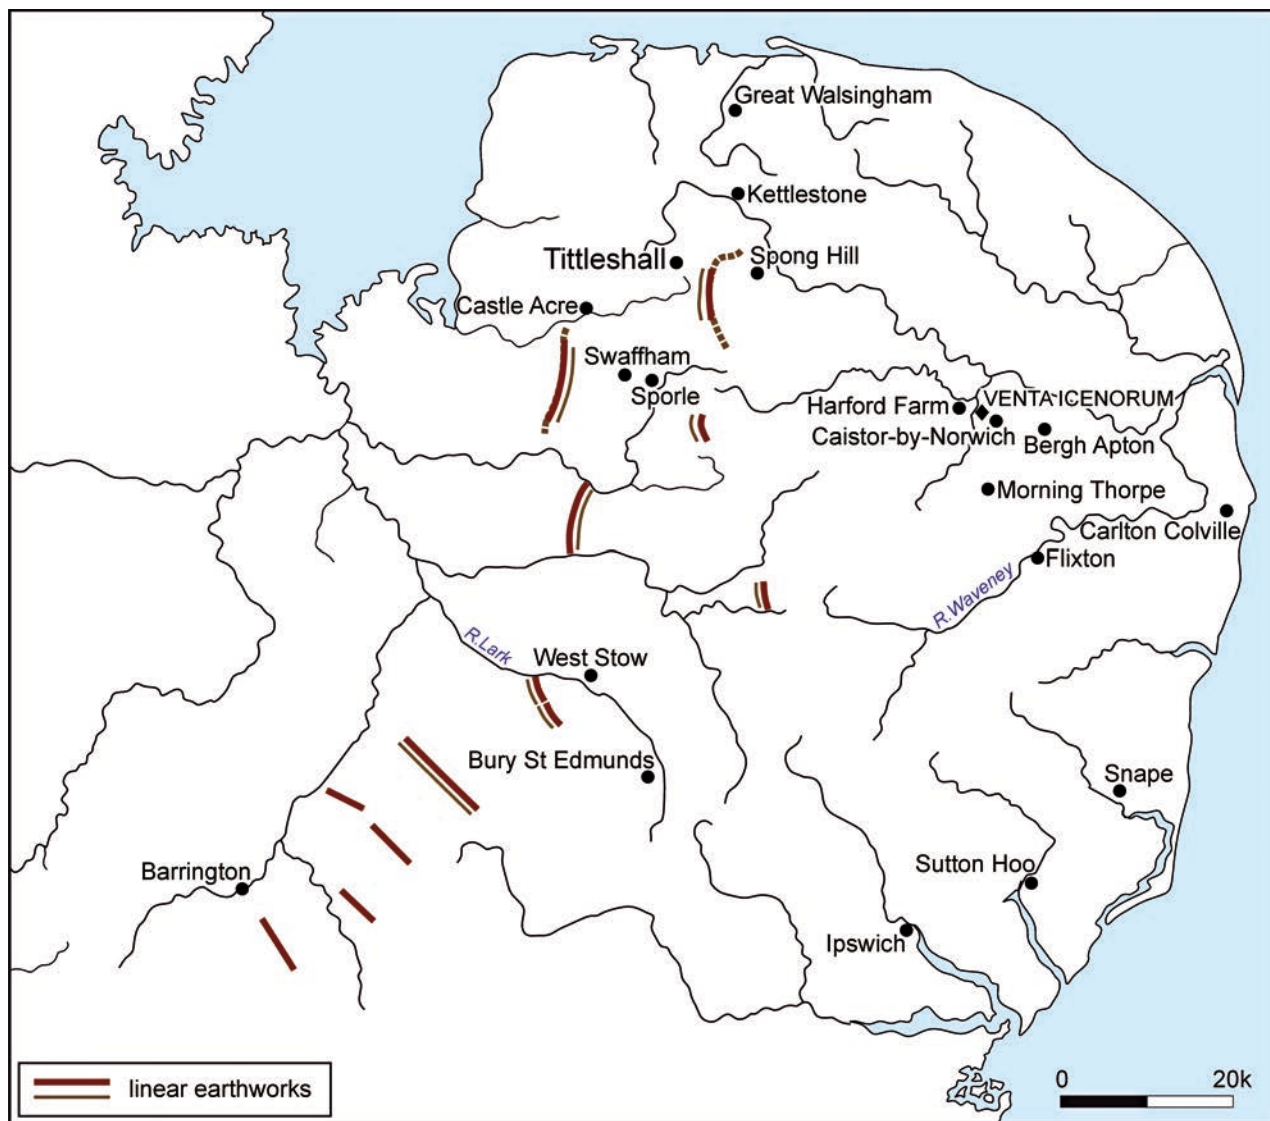 Great Walsingham
Kettlestone
Tittleshall
Spong Hill
Castle Acre
Swaffham
Sporle
VENTA ICENORUM
Harford Farm
Caistor-by-Norwich
Bergh Apton
Morning Thorpe
Carlton Colville
Flixton
R.Waveney
R.Lark
West Stow
Bury St Edmunds
Snape
Barrington
Sutton Hoo
Ipswich
linear earthworks
0 20k